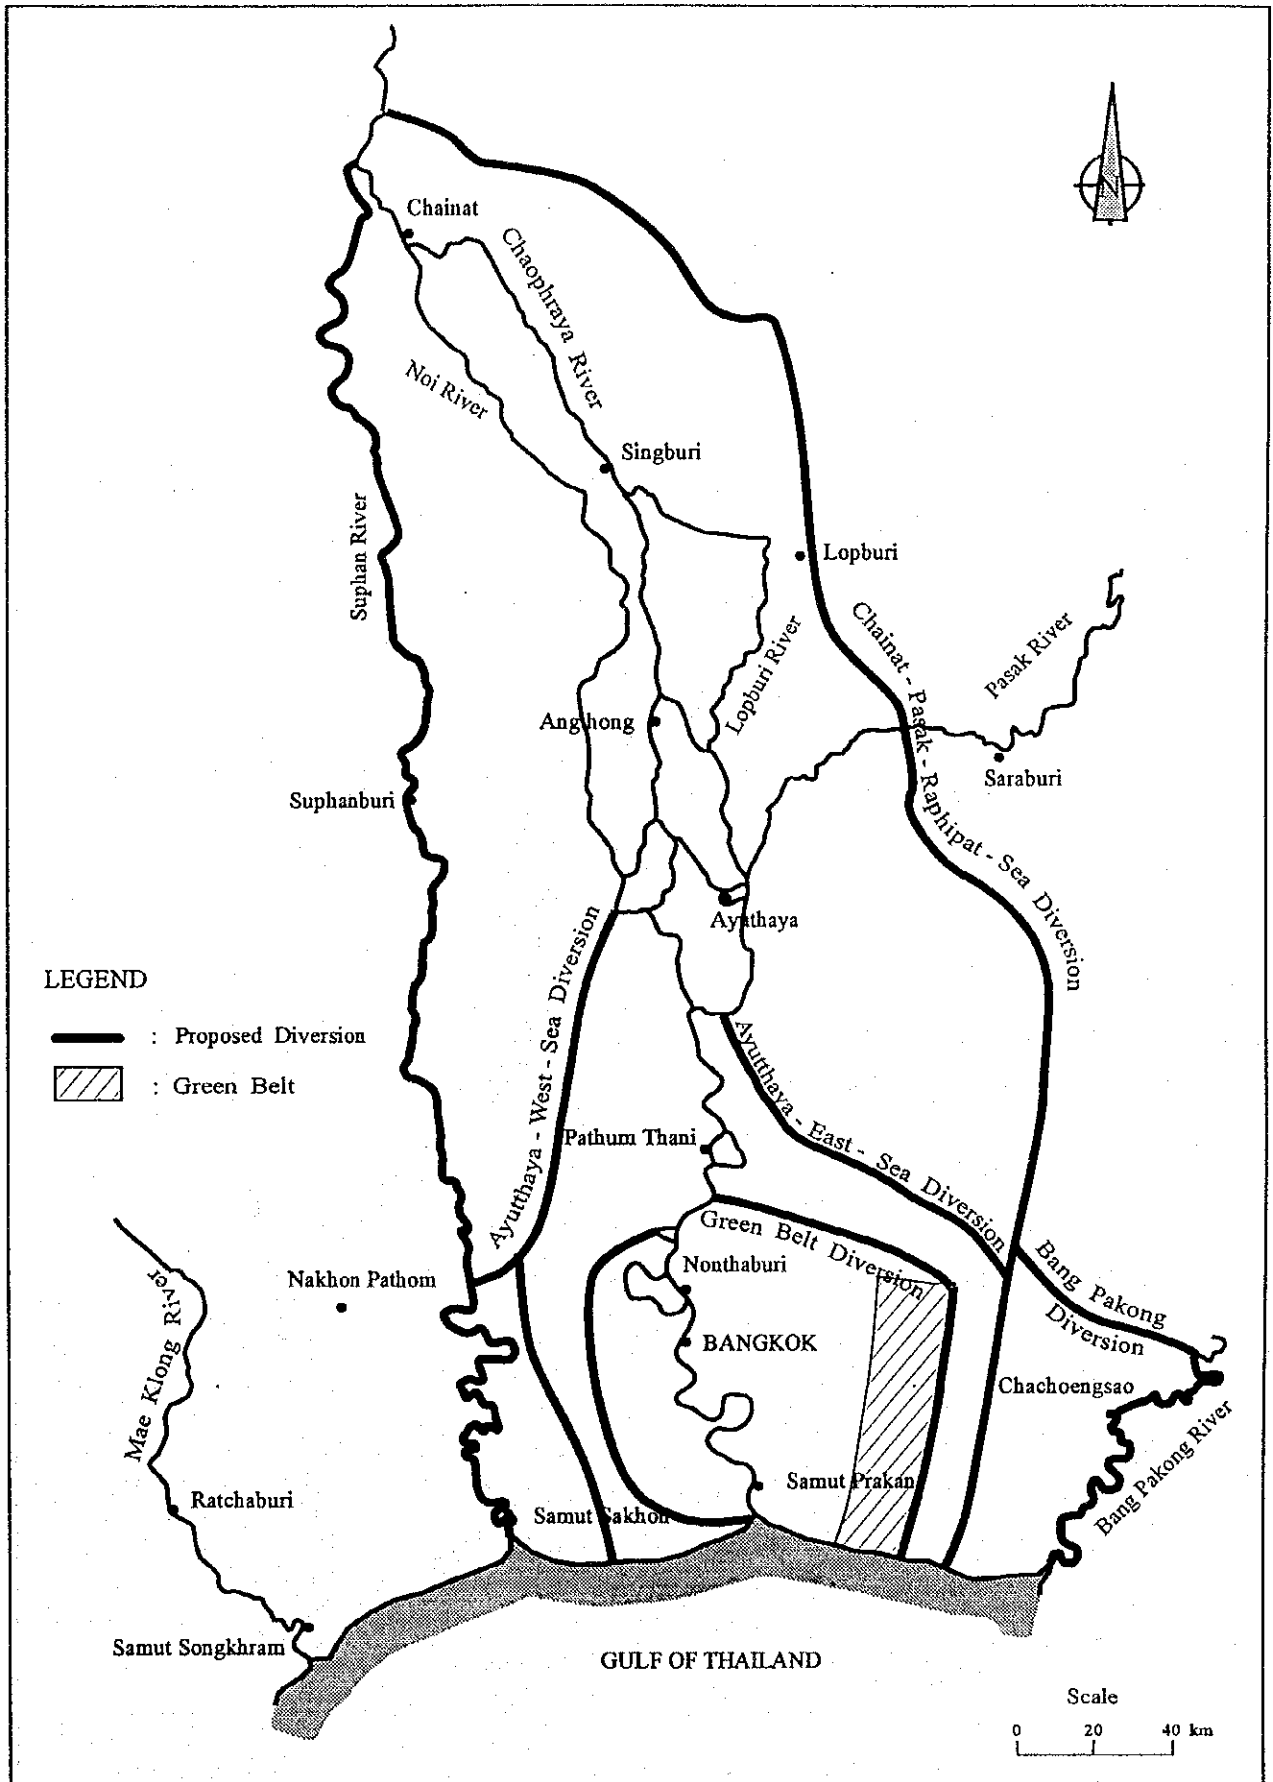 N
Chainat
Chaophraya River
Noi River
Singburi
Suphan River
Lopburi
Lopburi River
Chainat - Pasak - Raphipat - Sea Diversion
Pasak River
Angthong
Saraburi
Suphanburi
Ayuthaya
LEGEND
: Proposed Diversion
: Green Belt
Ayutthaya - West - Sea Diversion
Ayutthaya - East - Sea Diversion
Pathum Thani
Green Belt Diversion
Bang Pakong
Diversion
Nonthaburi
Nakhon Pathom
Mae Klong River
BANGKOK
Chachoengsao
Bang Pakong River
Samut Prakan
Ratchaburi
Samut Sakhon
Samut Songkhram
GULF OF THAILAND
Scale
0 20 40 km